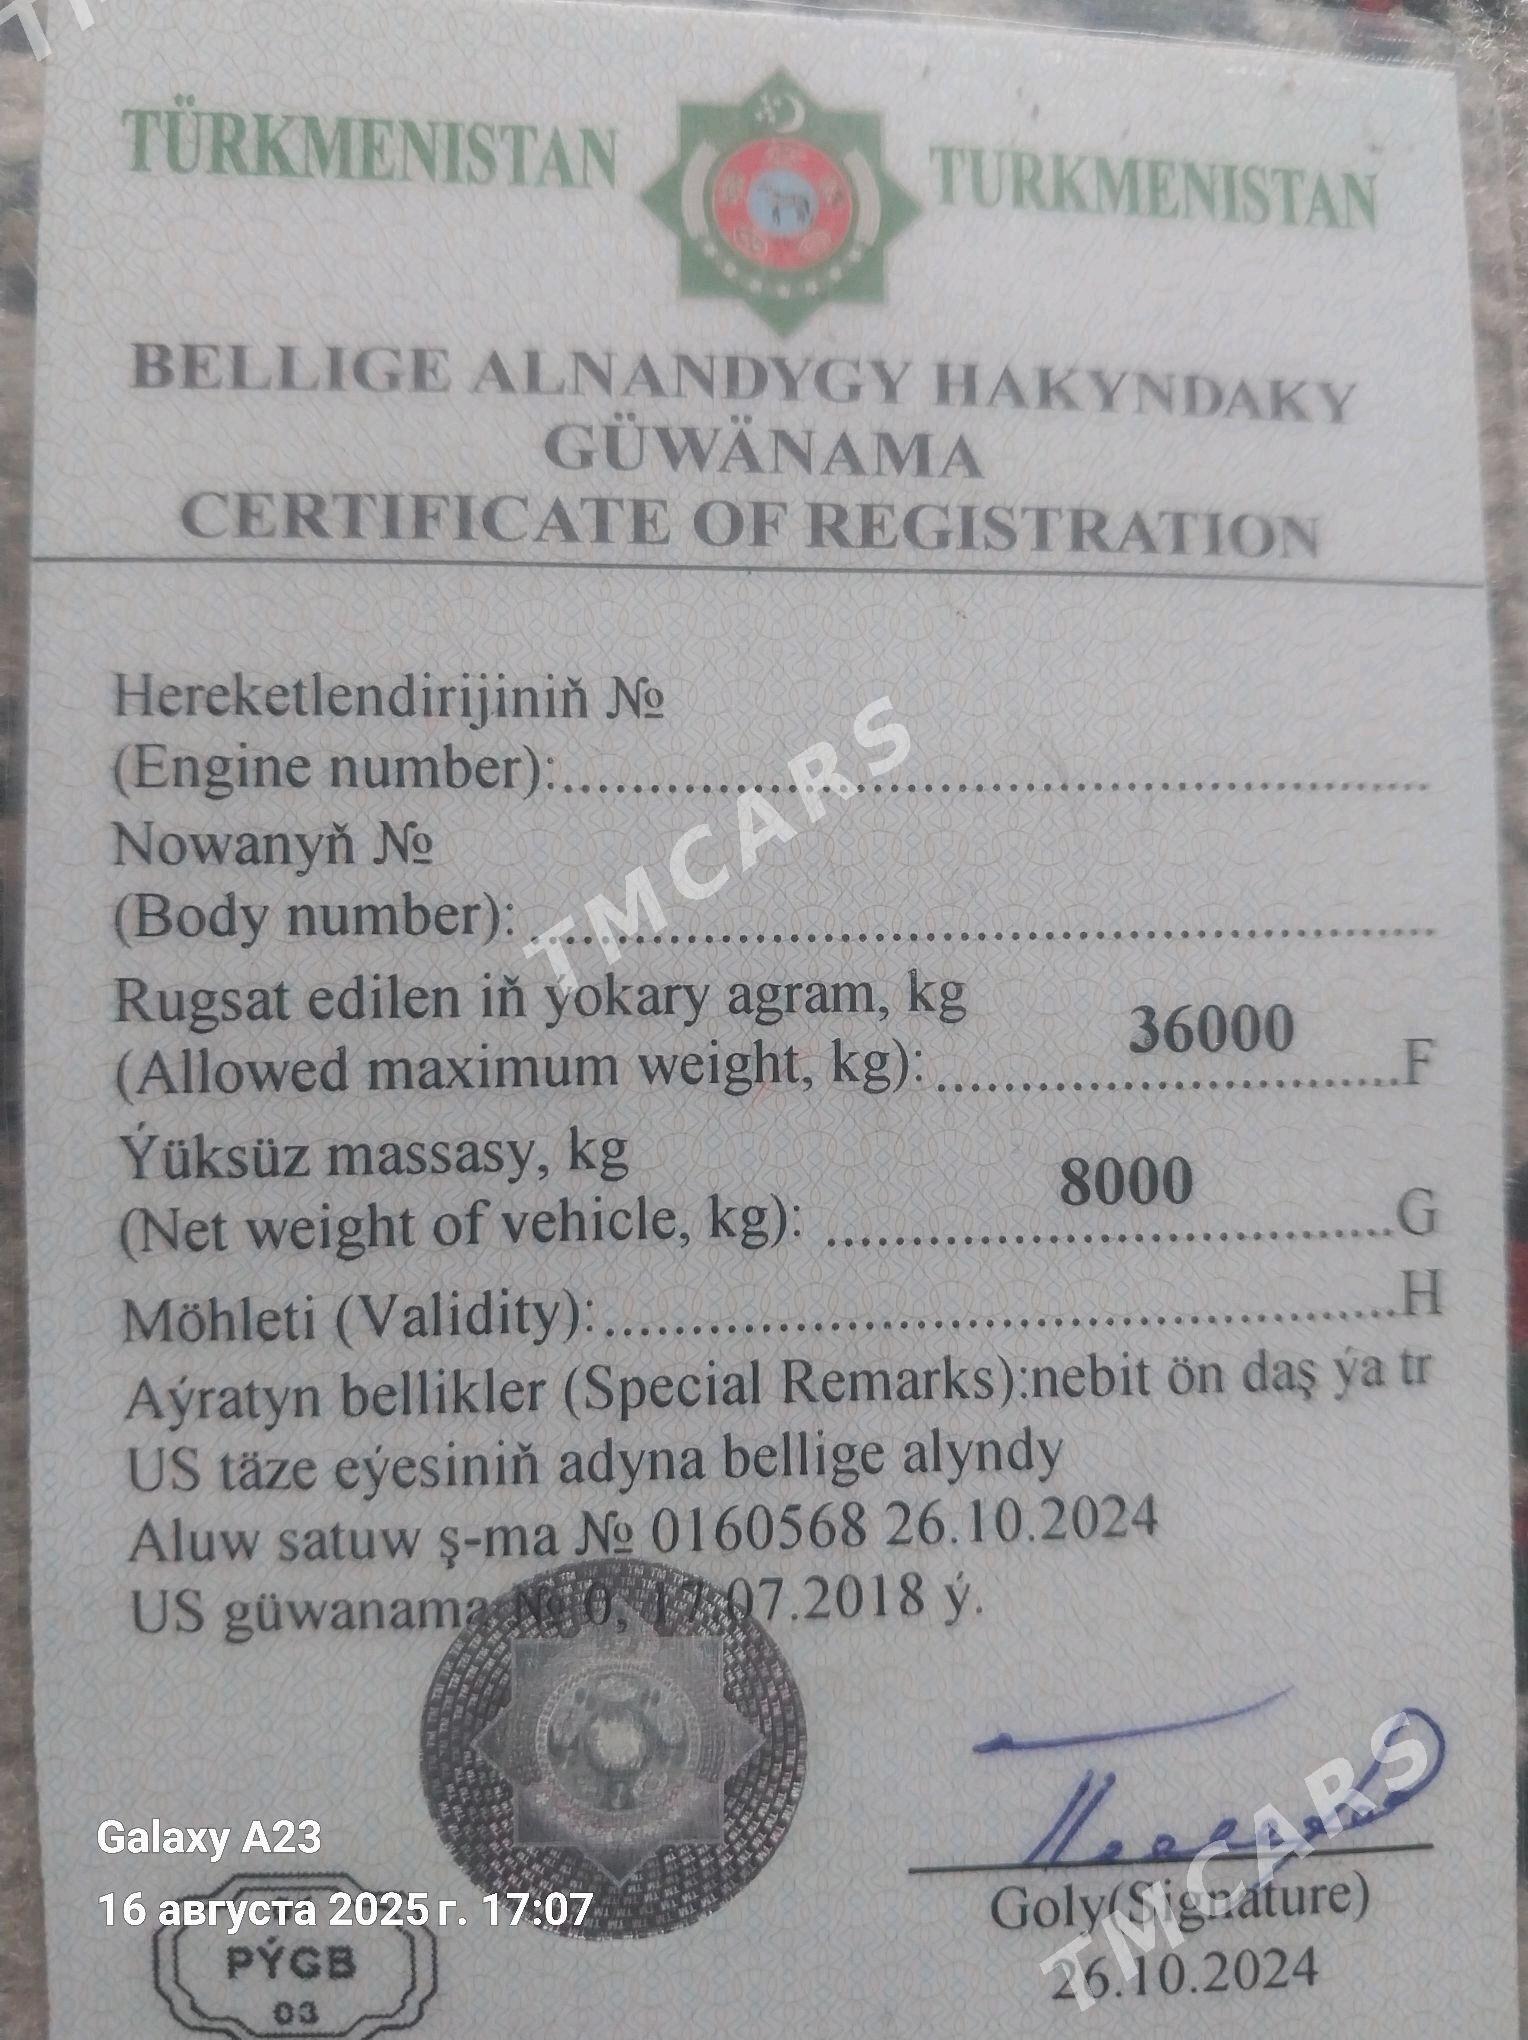 TÜRKMENISTAN TURKMENISTAN
BELLIGE ALNANDYGY HAKYNDAKY
GÜWÄNAMA
CERTIFICATE OF REGISTRATION
Hereketlendirijiniň №
(Engine number):
Nowanyň №
(Body number):
Rugsat edilen iň ýokary agram, kg
(Allowed maximum weight, kg): 36000 F
Ýüksüz massasy, kg
(Net weight of vehicle, kg): 8000 G
Möhleti (Validity): H
Aýratyn bellikler (Special Remarks):nebit ön daş ýa tr
US täze eýesiniň adyna bellige alyndy
Aluw satuw ş-ma № 0160568 26.10.2024
US güwanama № 0, 17.07.2018 ý.
TMCARS
Galaxy A23
16 августа 2025 г. 17:07
PÝGB
03
Goly(Signature)
26.10.2024
TMCARS